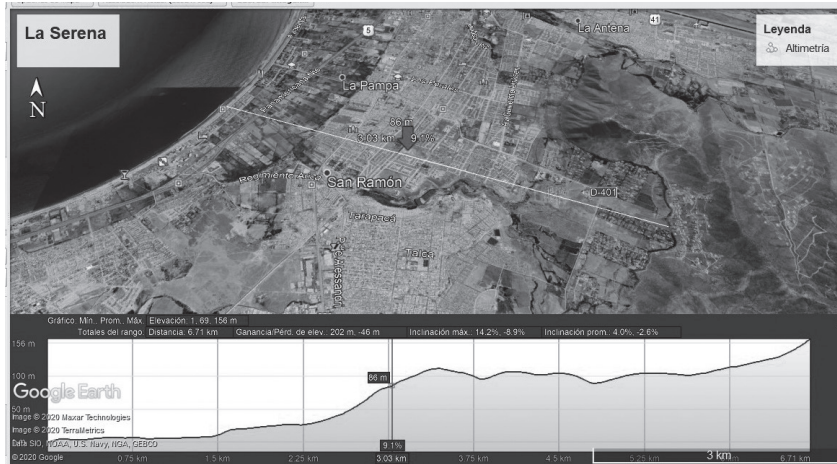 La Serena
N
5
41
La Antena
Leyenda
Altimetría
La Pampa
86 m
3.03 km 9.1%
San Ramón
D-401
Tarapacá
Talca
Gráfico: Mín., Prom., Máx. Elevación: 1, 69, 156 m
Totales del rango: Distancia: 6.71 km Ganancia/Pérd. de elev.: 202 m, -46 m Inclinación máx.: 14.2%, -8.9% Inclinación prom.: 4.0%, -2.6%
156 m
100 m
50 m
86 m
Google Earth
Image © 2020 Maxar Technologies
Image © 2020 TerraMetrics
Data SIO, NOAA, U.S. Navy, NGA, GEBCO
© 2020 Google
0.75 km 1.5 km 2.25 km 3.03 km 3.75 km 4.5 km 5.25 km 6.71 km
9.1%
3 km